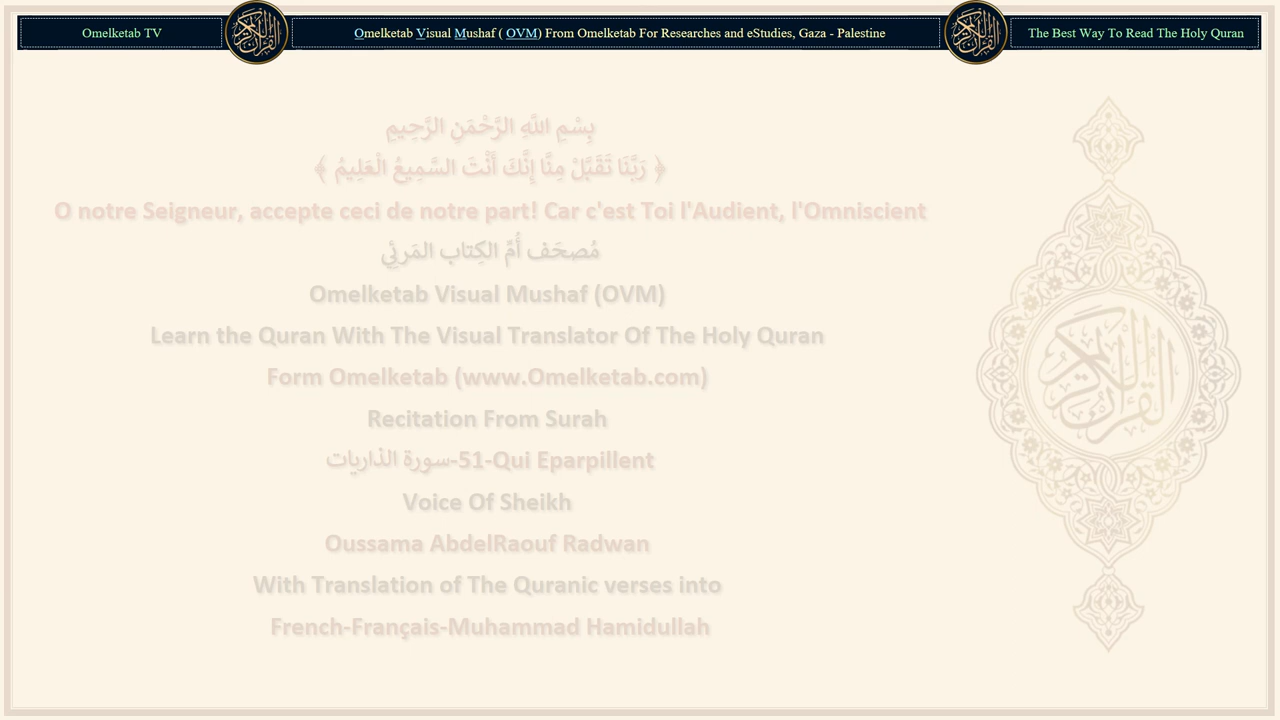 Omelketab TV
Omelketab Visual Mushaf ( OVM) From Omelketab For Researches and eStudies, Gaza - Palestine
The Best Way To Read The Holy Quran
بِسْمِ اللَّهِ الرَّحْمَنِ الرَّحِيمِ
﴿ رَبَّنَا تَقَبَّلْ مِنَّا إِنَّكَ أَنْتَ السَّمِيعُ الْعَلِيمُ ﴾
O notre Seigneur, accepte ceci de notre part! Car c'est Toi l'Audient, l'Omniscient
مُصحَف أُمِّ الكِتاب المَرئِي
Omelketab Visual Mushaf (OVM)
Learn the Quran With The Visual Translator Of The Holy Quran
Form Omelketab (www.Omelketab.com)
Recitation From Surah
سورة الذاريات-51-Qui Eparpillent
Voice Of Sheikh
Oussama AbdelRaouf Radwan
With Translation of The Quranic verses into
French-Français-Muhammad Hamidullah
القرآن الكريم